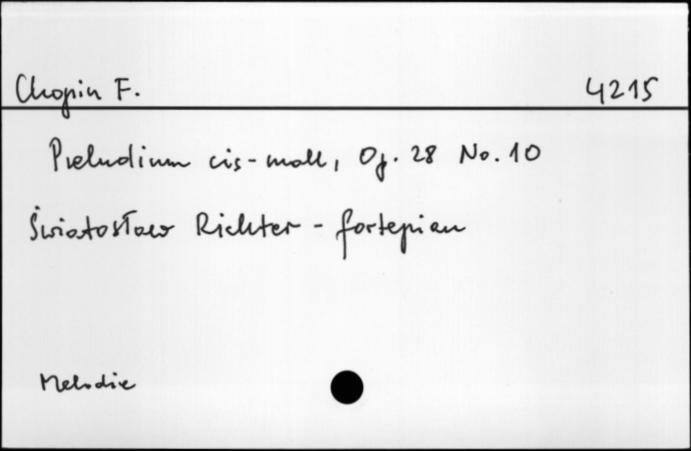 Chopin F. 4215
Preludium cis-moll, Op. 28 No. 10
Światosław Richter - fortepian
Melodie